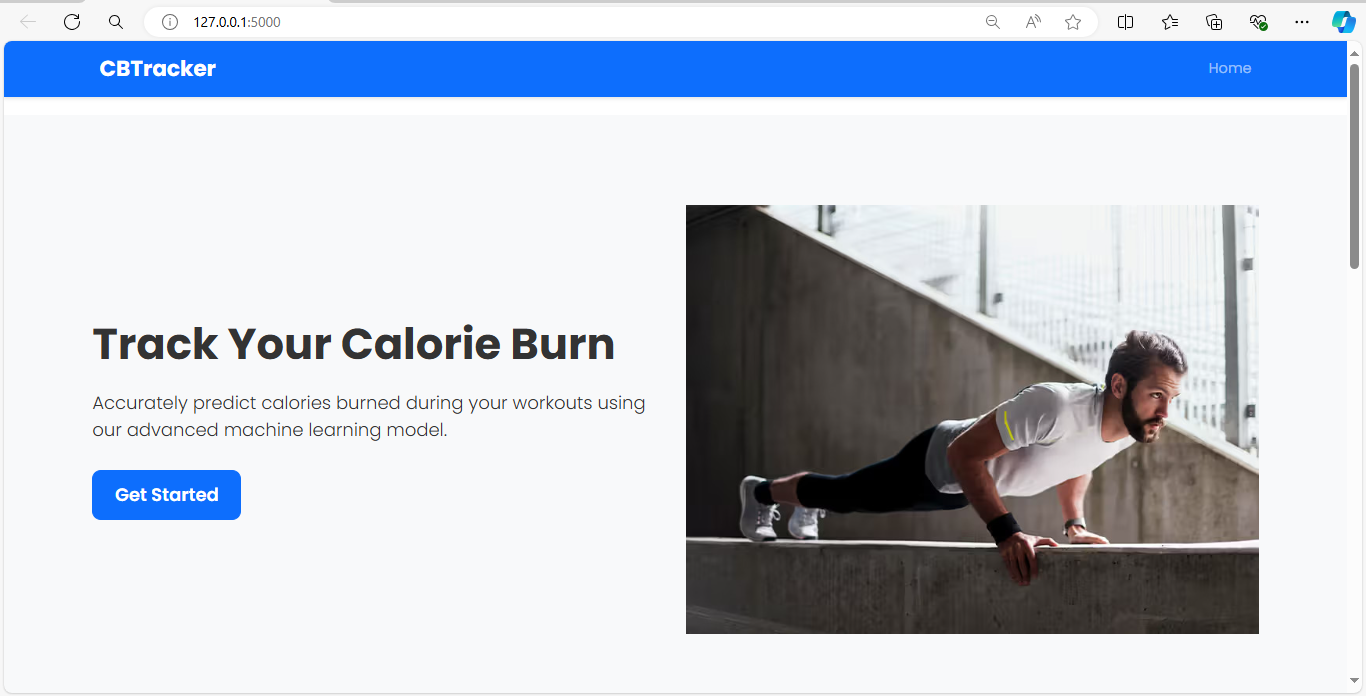 127.0.0.1:5000
CBTracker
Home
Track Your Calorie Burn
Accurately predict calories burned during your workouts using
our advanced machine learning model.
Get Started